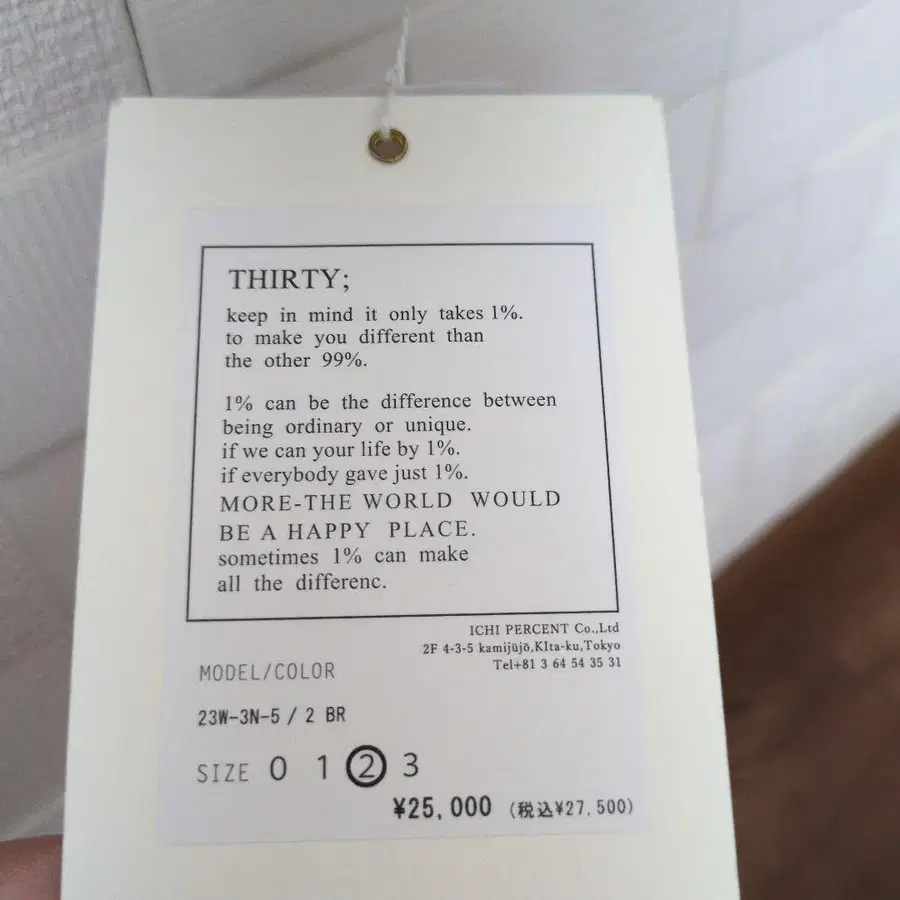 THIRTY;
keep in mind it only takes 1%.
to make you different than
the other 99%.
1% can be the difference between
being ordinary or unique.
if we can your life by 1%.
if everybody gave just 1%.
MORE-THE WORLD WOULD
BE A HAPPY PLACE.
sometimes 1% can make
all the differenc.
ICHI PERCENT Co.,Ltd
2F 4-3-5 kamijūjō,KIta-ku,Tokyo
Tel+81 3 64 54 35 31
MODEL/COLOR
23W-3N-5 / 2 BR
SIZE 0 1 2 3
¥25,000 (税込¥27,500)